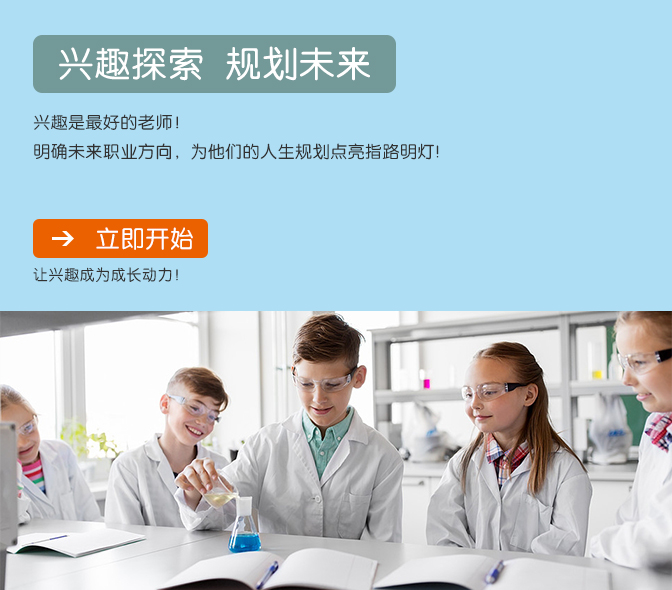 兴趣探索 规划未来
兴趣是最好的老师!
明确未来职业方向，为他们的人生规划点亮指路明灯!
→ 立即开始
让兴趣成为成长动力!